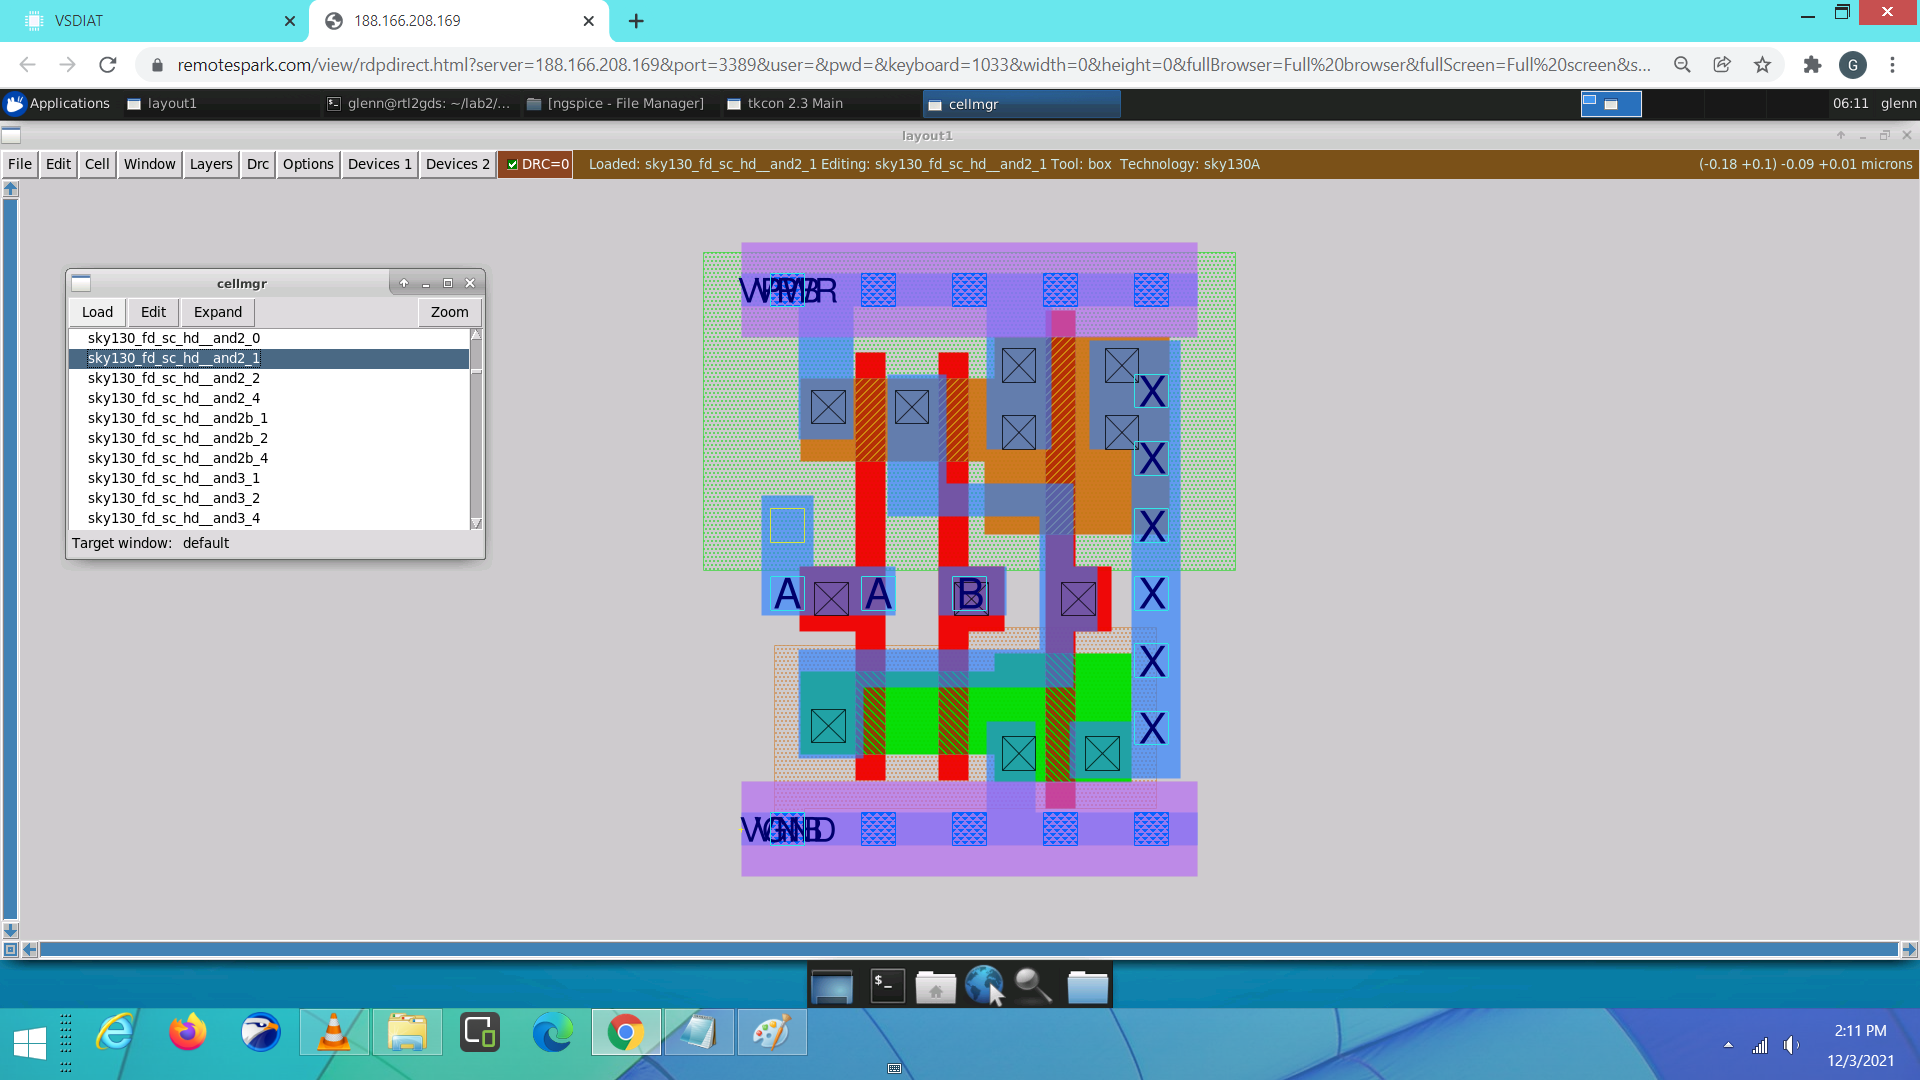 VSDIAT
188.166.208.169
remotespark.com/view/rdpdirect.html?server=188.166.208.169&port=3389&user=&pwd=&keyboard=1033&width=0&height=0&fullBrowser=Full%20browser&fullScreen=Full%20screen&s...
G
Applications
layout1
glenn@rtl2gds: ~/lab2/...
[ngspice - File Manager]
tkcon 2.3 Main
cellmgr
06:11
glenn
layout1
File
Edit
Cell
Window
Layers
Drc
Options
Devices 1
Devices 2
DRC=0
Loaded: sky130_fd_sc_hd__and2_1 Editing: sky130_fd_sc_hd__and2_1 Tool: box Technology: sky130A
(-0.18 +0.1) -0.09 +0.01 microns
cellmgr
Load
Edit
Expand
Zoom
sky130_fd_sc_hd__and2_0
sky130_fd_sc_hd__and2_1
sky130_fd_sc_hd__and2_2
sky130_fd_sc_hd__and2_4
sky130_fd_sc_hd__and2b_1
sky130_fd_sc_hd__and2b_2
sky130_fd_sc_hd__and2b_4
sky130_fd_sc_hd__and3_1
sky130_fd_sc_hd__and3_2
sky130_fd_sc_hd__and3_4
Target window: default
X
X
X
A A B X
X
X
$_
2:11 PM
12/3/2021